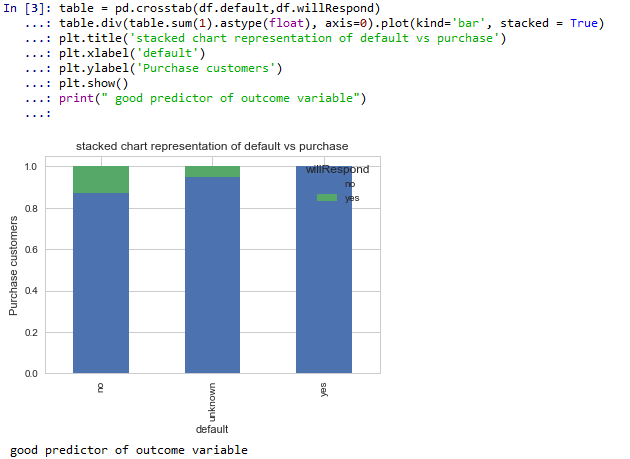 In [3]: table = pd.crosstab(df.default,df.willRespond)
...: table.div(table.sum(1).astype(float), axis=0).plot(kind='bar', stacked = True)
...: plt.title('stacked chart representation of default vs purchase')
...: plt.xlabel('default')
...: plt.ylabel('Purchase customers')
...: plt.show()
...: print(" good predictor of outcome variable")
...:
stacked chart representation of default vs purchase
willRespond
no
yes
1.0
0.8
0.6
0.4
0.2
0.0
Purchase customers
no
unknown
yes
default
good predictor of outcome variable